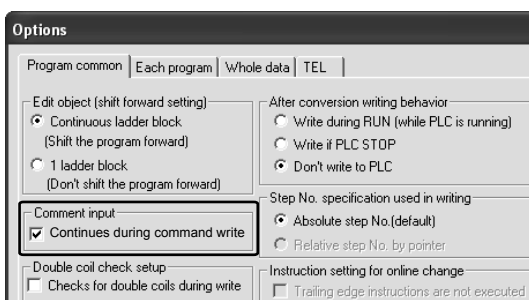 Options
Program common
Each program
Whole data
TEL
Edit object (shift forward setting)
Continuous ladder block
(Shift the program forward)
1 ladder block
(Don't shift the program forward)
Comment input
Continues during command write
Double coil check setup
Checks for double coils during write
After conversion writing behavior
Write during RUN (while PLC is running)
Write if PLC STOP
Don't write to PLC
Step No. specification used in writing
Absolute step No.(default)
Relative step No. by pointer
Instruction setting for online change
Trailing edge instructions are not executed